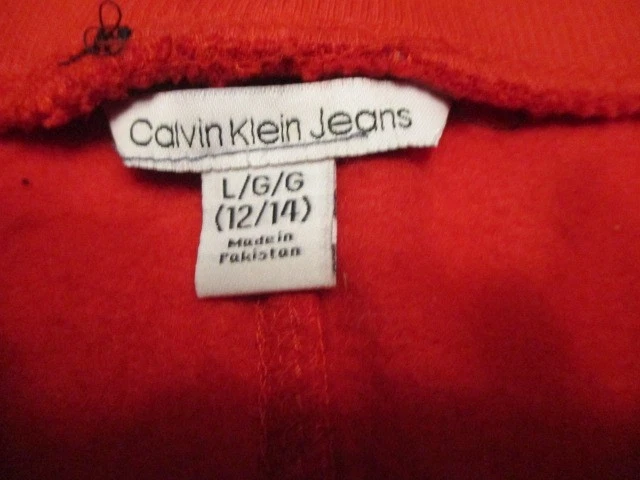 Calvin Klein Jeans
L/G/G
(12/14)
Made in
Pakistan